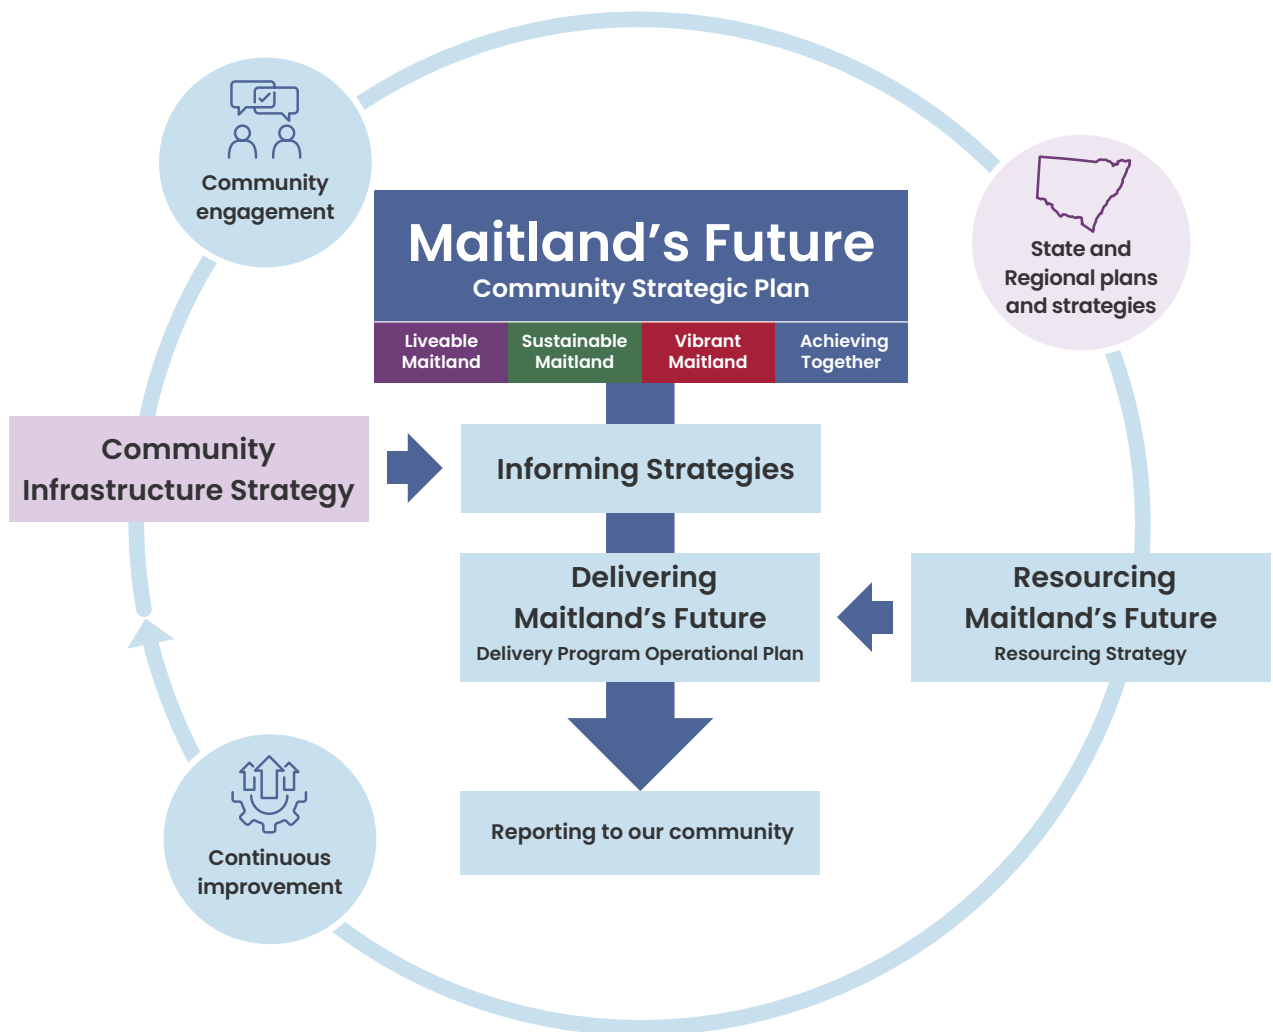 Community
engagement
Maitland’s Future
Community Strategic Plan
Liveable
Maitland
Sustainable
Maitland
Vibrant
Maitland
Achieving
Together
State and
Regional plans
and strategies
Community
Infrastructure Strategy
Informing Strategies
Delivering
Maitland’s Future
Delivery Program Operational Plan
Resourcing
Maitland’s Future
Resourcing Strategy
Continuous
improvement
Reporting to our community